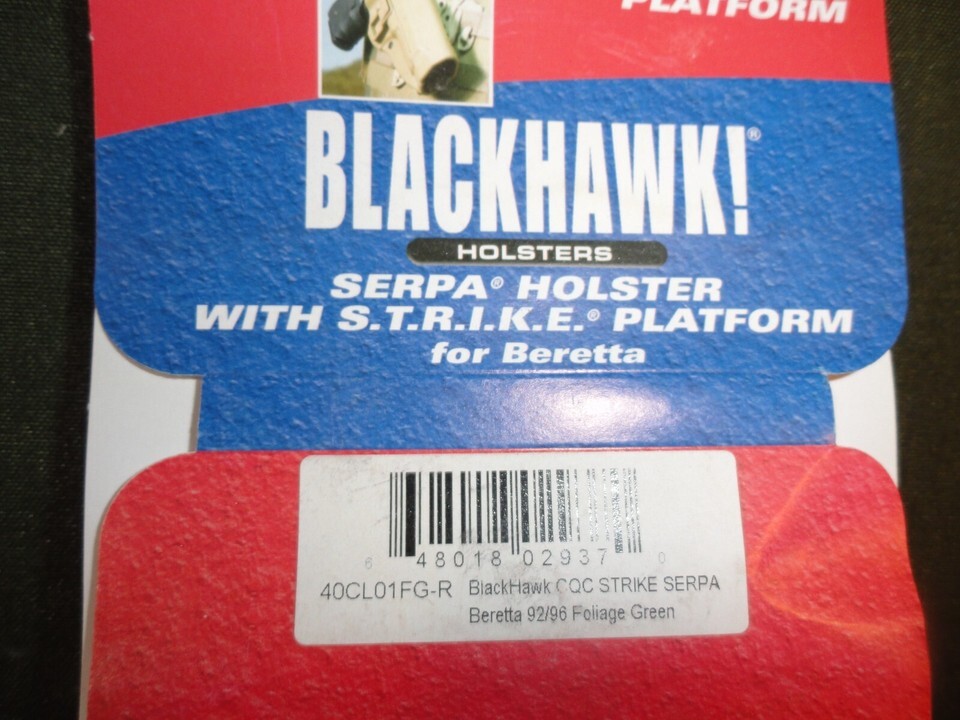 PLATFORM
BLACKHAWK!®
HOLSTERS
SERPA® HOLSTER
WITH S.T.R.I.K.E.® PLATFORM
for Beretta
6 48018 02937 0
40CL01FG-R BlackHawk CQC STRIKE SERPA
Beretta 92/96 Foliage Green